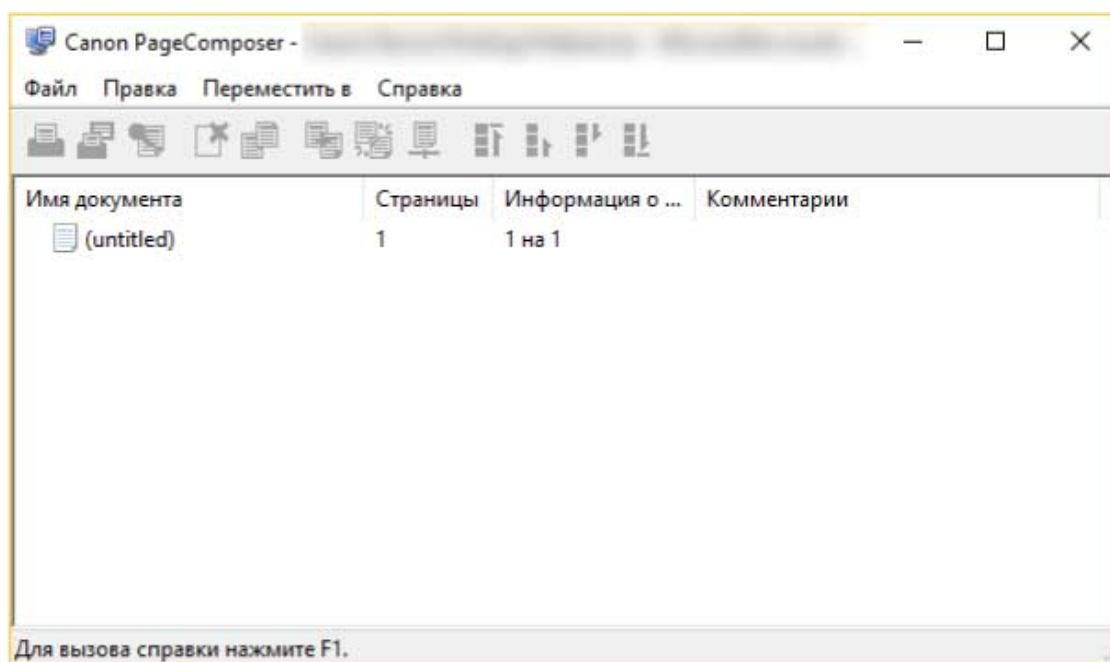 Canon PageComposer -
Файл Правка Переместить в Справка
Имя документа Страницы Информация о ... Комментарии
(untitled) 1 1 на 1
Для вызова справки нажмите F1.